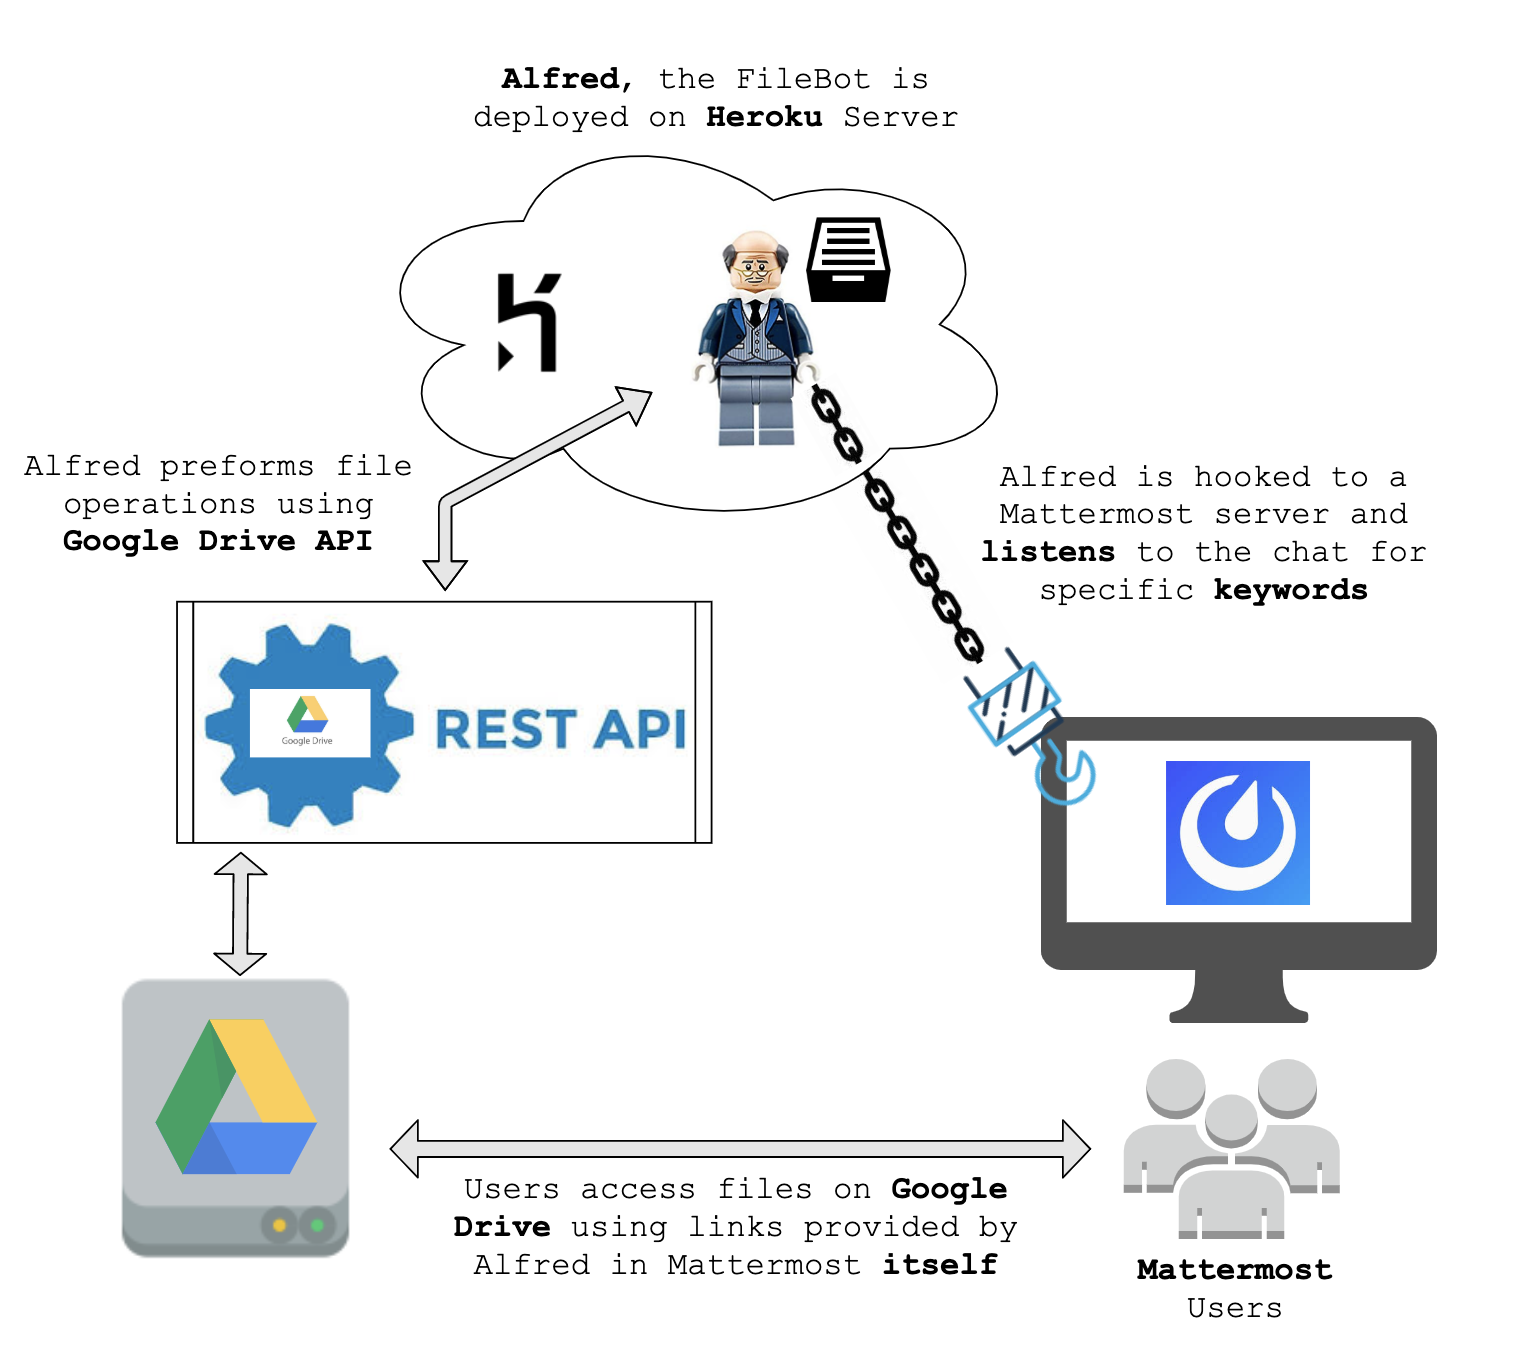 Alfred, the FileBot is
deployed on Heroku Server
Alfred preforms file
operations using
Google Drive API
Alfred is hooked to a
Mattermost server and
listens to the chat for
specific keywords
Google Drive
REST API
Users access files on Google
Drive using links provided by
Alfred in Mattermost itself
Mattermost
Users